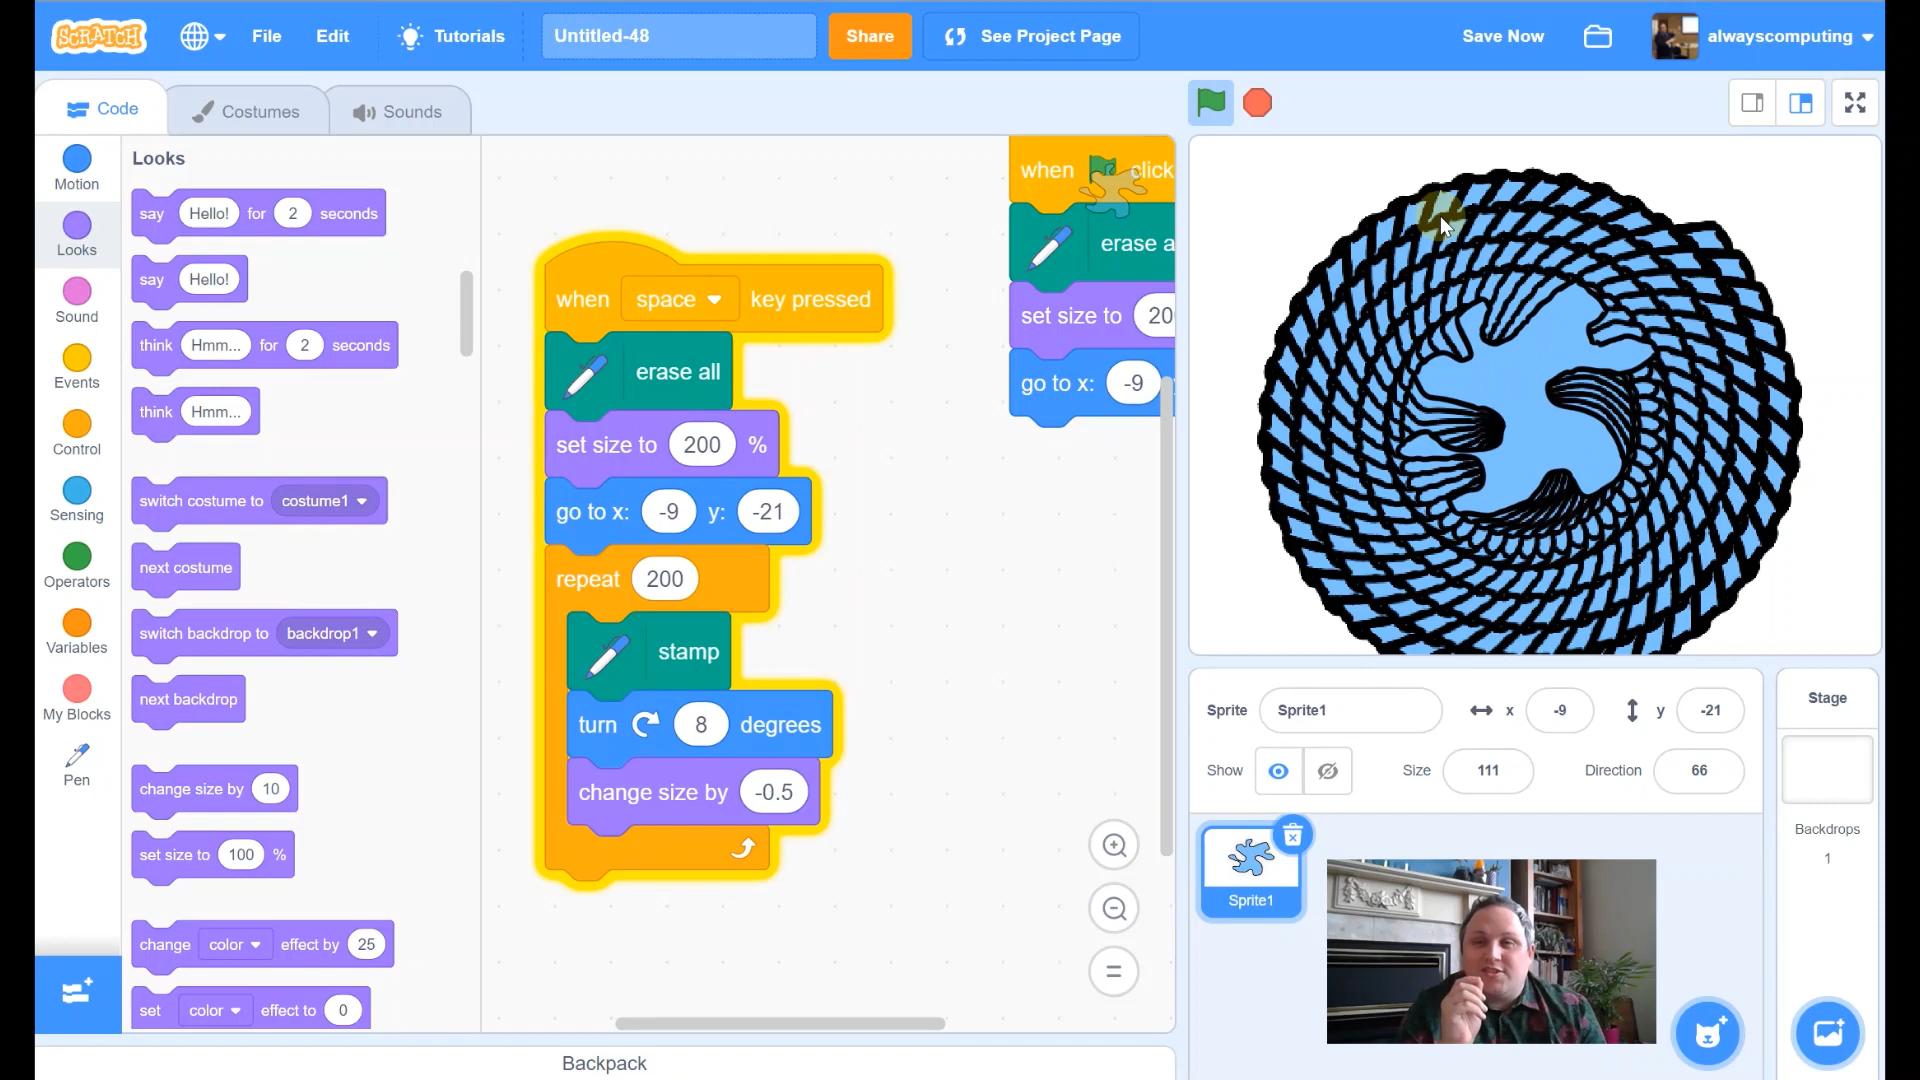 SCRATCH
File
Edit
Tutorials
Untitled-48
Share
See Project Page
Save Now
alwayscomputing
Code
Costumes
Sounds
Motion
Looks
Sound
Events
Control
Sensing
Operators
Variables
My Blocks
Pen
Looks
say Hello! for 2 seconds
say Hello!
think Hmm... for 2 seconds
think Hmm...
switch costume to costume1
next costume
switch backdrop to backdrop1
next backdrop
change size by 10
set size to 100 %
change color effect by 25
set color effect to 0
when space key pressed
erase all
set size to 200 %
go to x: -9 y: -21
repeat 200
stamp
turn 8 degrees
change size by -0.5
when click
erase a
set size to 20
go to x: -9
Backpack
Sprite Sprite1 x -9 y -21
Show Size 111 Direction 66
Sprite1
Stage
Backdrops
1